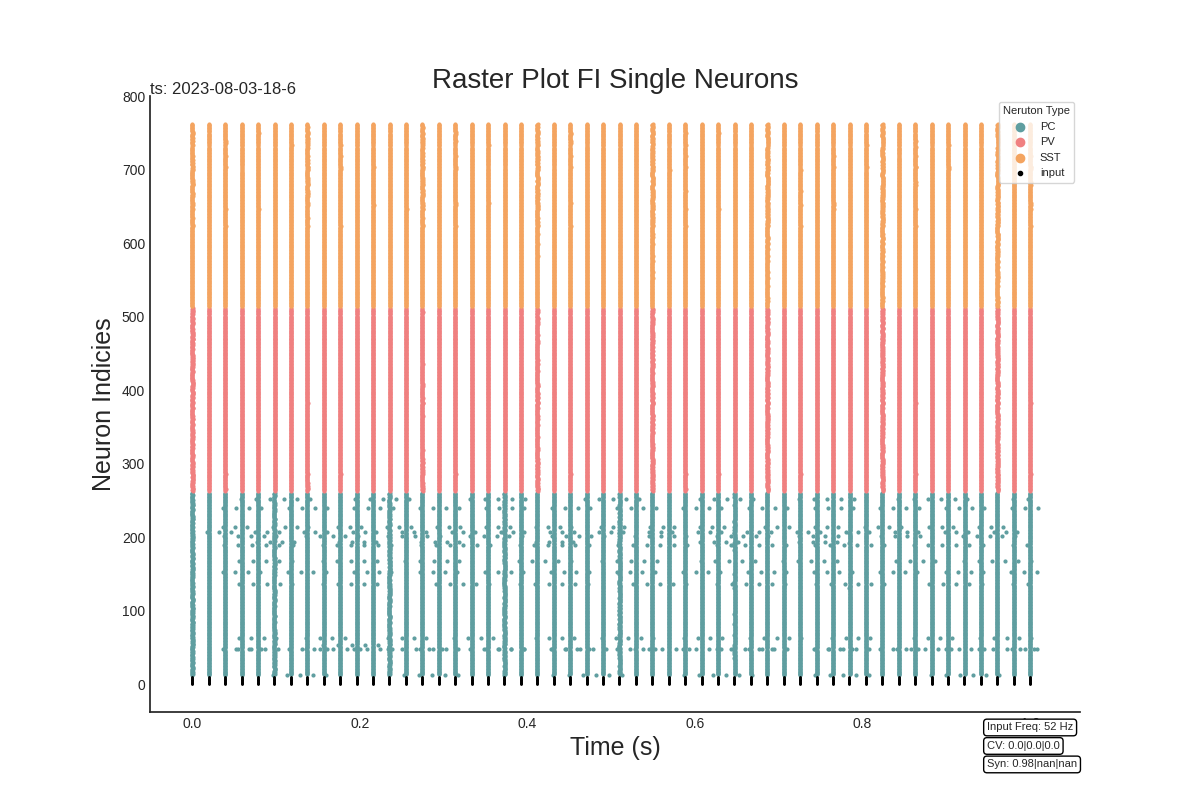 Raster Plot FI Single Neurons
ts: 2023-08-03-18-6
800
700
600
500
400
300
200
100
0
Neuron Indicies
Neruton Type
PC
PV
SST
input
0.0
0.2
0.4
0.6
0.8
Time (s)
Input Freq: 52 Hz
CV: 0.0|0.0|0.0
Syn: 0.98|nan|nan